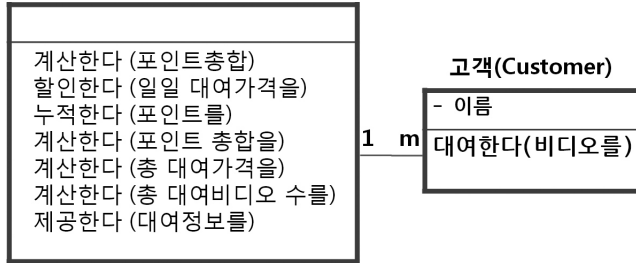 계산한다 (포인트총합)
할인한다 (일일 대여가격을)
누적한다 (포인트를)
계산한다 (포인트 총합을)
계산한다 (총 대여가격을)
계산한다 (총 대여비디오 수를)
제공한다 (대여정보를)
1 m
고객(Customer)
- 이름
대여한다(비디오를)